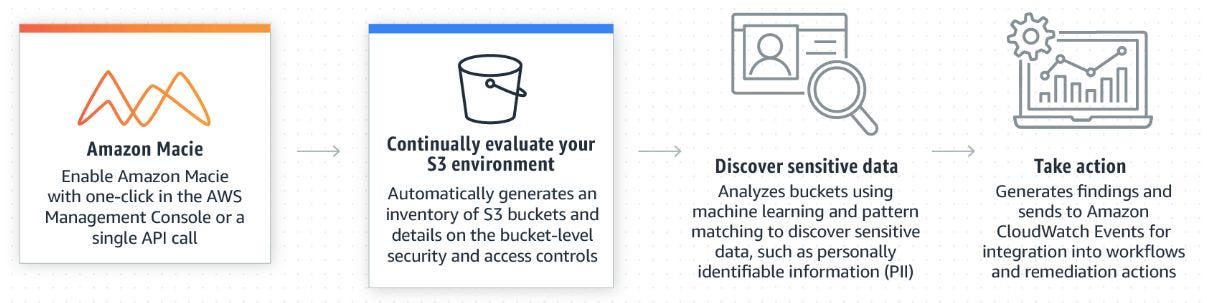 Amazon Macie
Enable Amazon Macie
with one-click in the AWS
Management Console or a
single API call
Continually evaluate your
S3 environment
Automatically generates an
inventory of S3 buckets and
details on the bucket-level
security and access controls
Discover sensitive data
Analyzes buckets using
machine learning and pattern
matching to discover sensitive
data, such as personally
identifiable information (PII)
Take action
Generates findings and
sends to Amazon
CloudWatch Events for
integration into workflows
and remediation actions